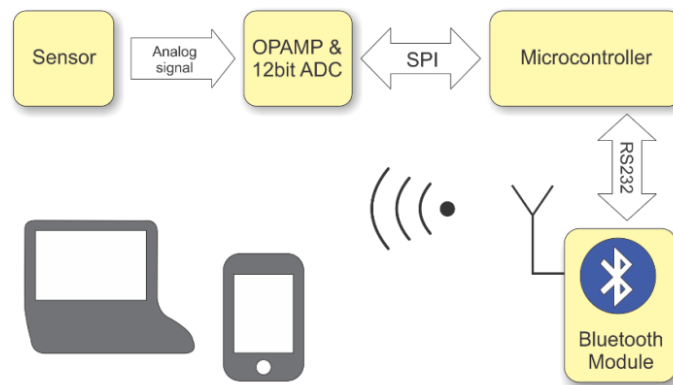 Sensor
Analog
signal
OPAMP &
12bit ADC
SPI
Microcontroller
RS232
Bluetooth
Module